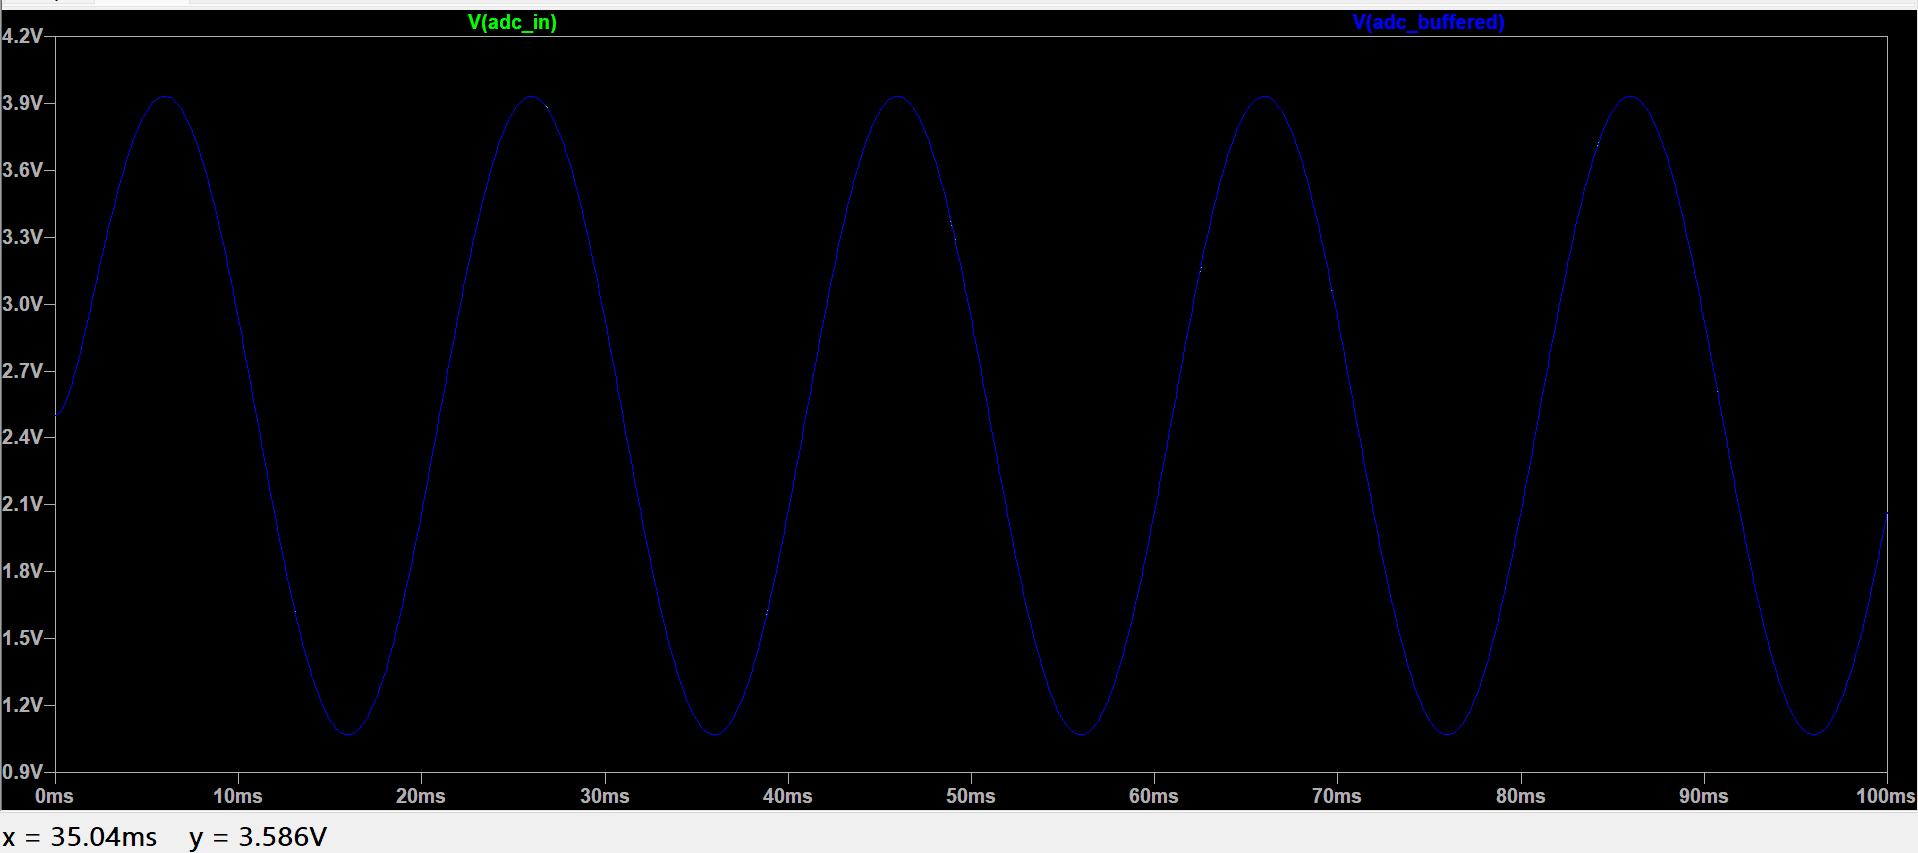 V(adc_in) V(adc_buffered)
4.2V
3.9V
3.6V
3.3V
3.0V
2.7V
2.4V
2.1V
1.8V
1.5V
1.2V
0.9V
0ms 10ms 20ms 30ms 40ms 50ms 60ms 70ms 80ms 90ms 100ms
x = 35.04ms y = 3.586V